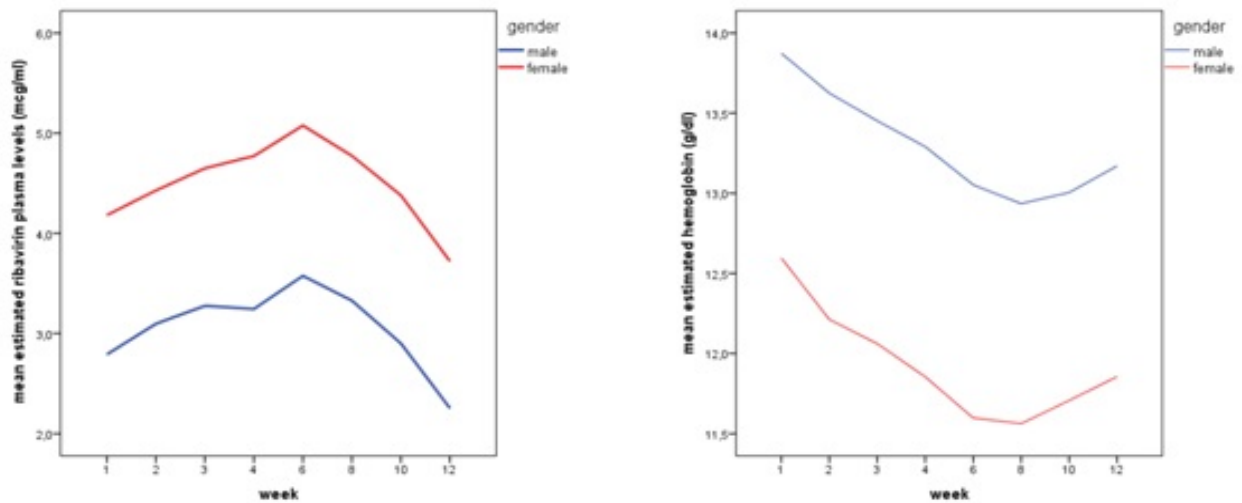 gender
male
female
mean estimated ribavirin plasma levels (mcg/ml)
6,0
5,0
4,0
3,0
2,0
1 2 3 4 6 8 10 12
week
gender
male
female
mean estimated hemoglobin (g/dl)
14,0
13,5
13,0
12,5
12,0
11,5
1 2 3 4 6 8 10 12
week